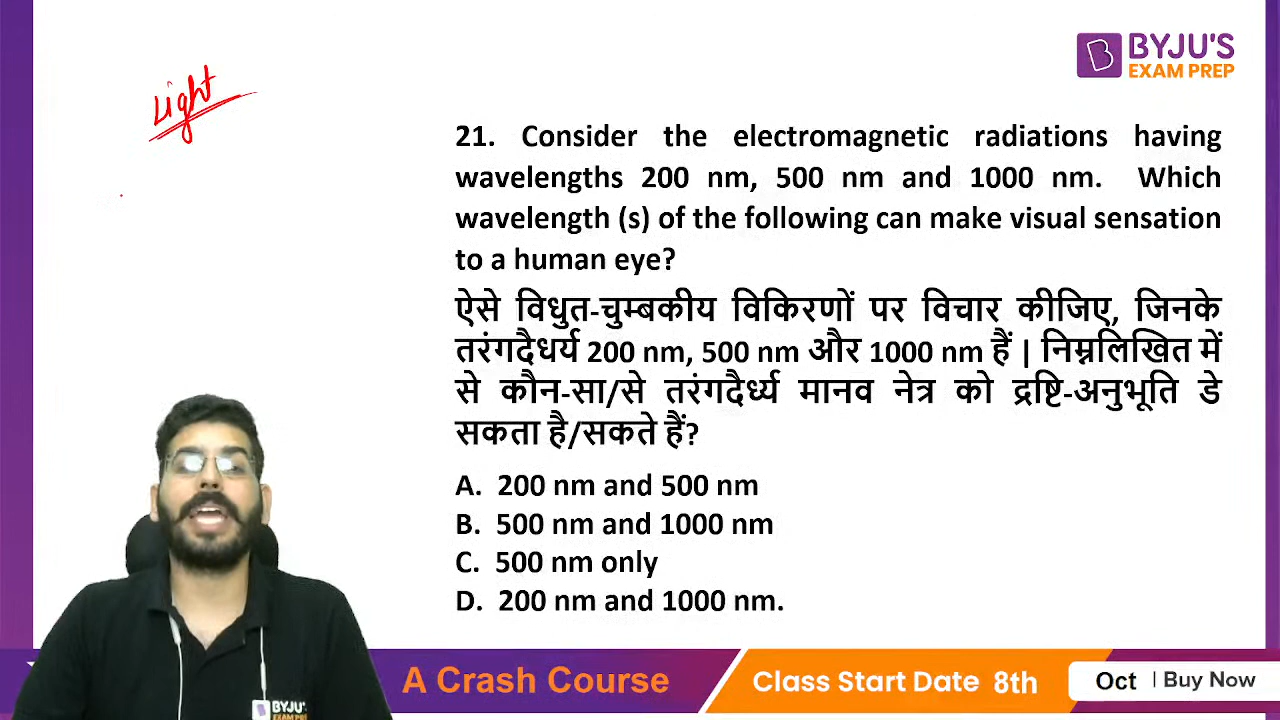 Light
BYJU'S
EXAM PREP
21. Consider the electromagnetic radiations having
wavelengths 200 nm, 500 nm and 1000 nm. Which
wavelength (s) of the following can make visual sensation
to a human eye?
ऐसे विधुत-चुम्बकीय विकिरणों पर विचार कीजिए, जिनके
तरंगदैधर्य 200 nm, 500 nm और 1000 nm हैं | निम्नलिखित में
से कौन-सा/से तरंगदैर्ध्य मानव नेत्र को द्रष्टि-अनुभूति डे
सकता है/सकते हैं?
A. 200 nm and 500 nm
B. 500 nm and 1000 nm
C. 500 nm only
D. 200 nm and 1000 nm.
A Crash Course
Class Start Date 8th
Oct | Buy Now
BYJU'S
EXAM PREP